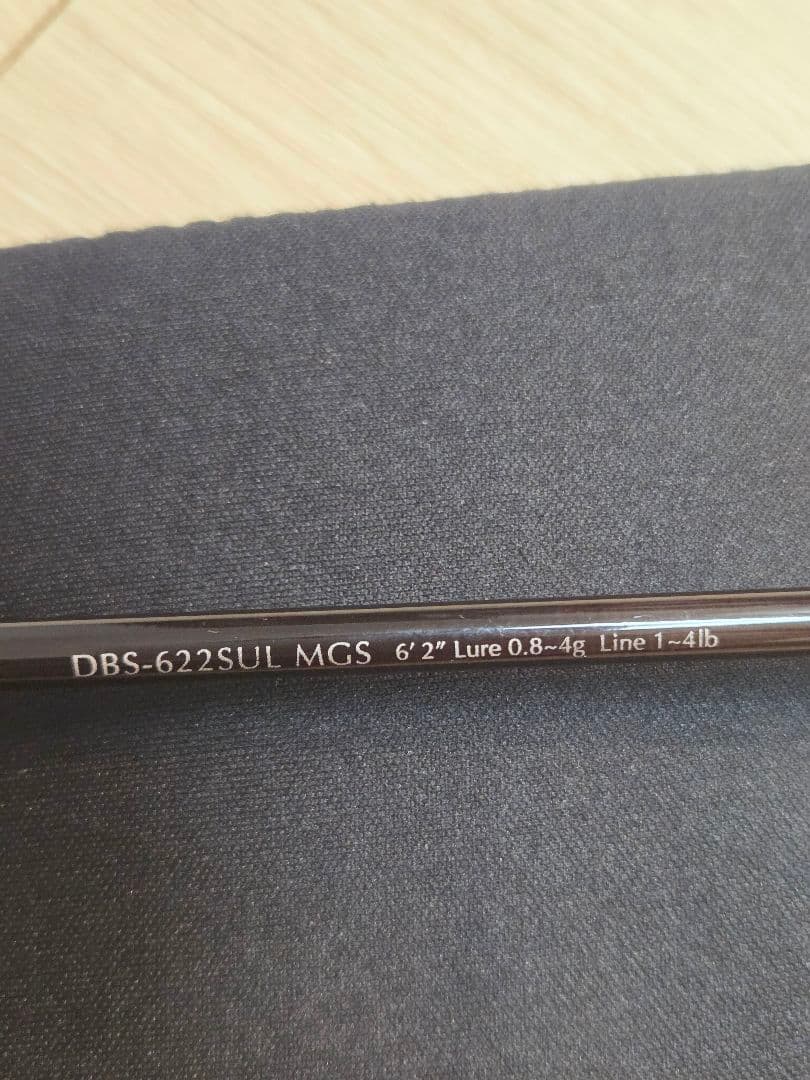 DBS-622SUL MGS 6′ 2″ Lure 0.8~4g Line 1~4lb